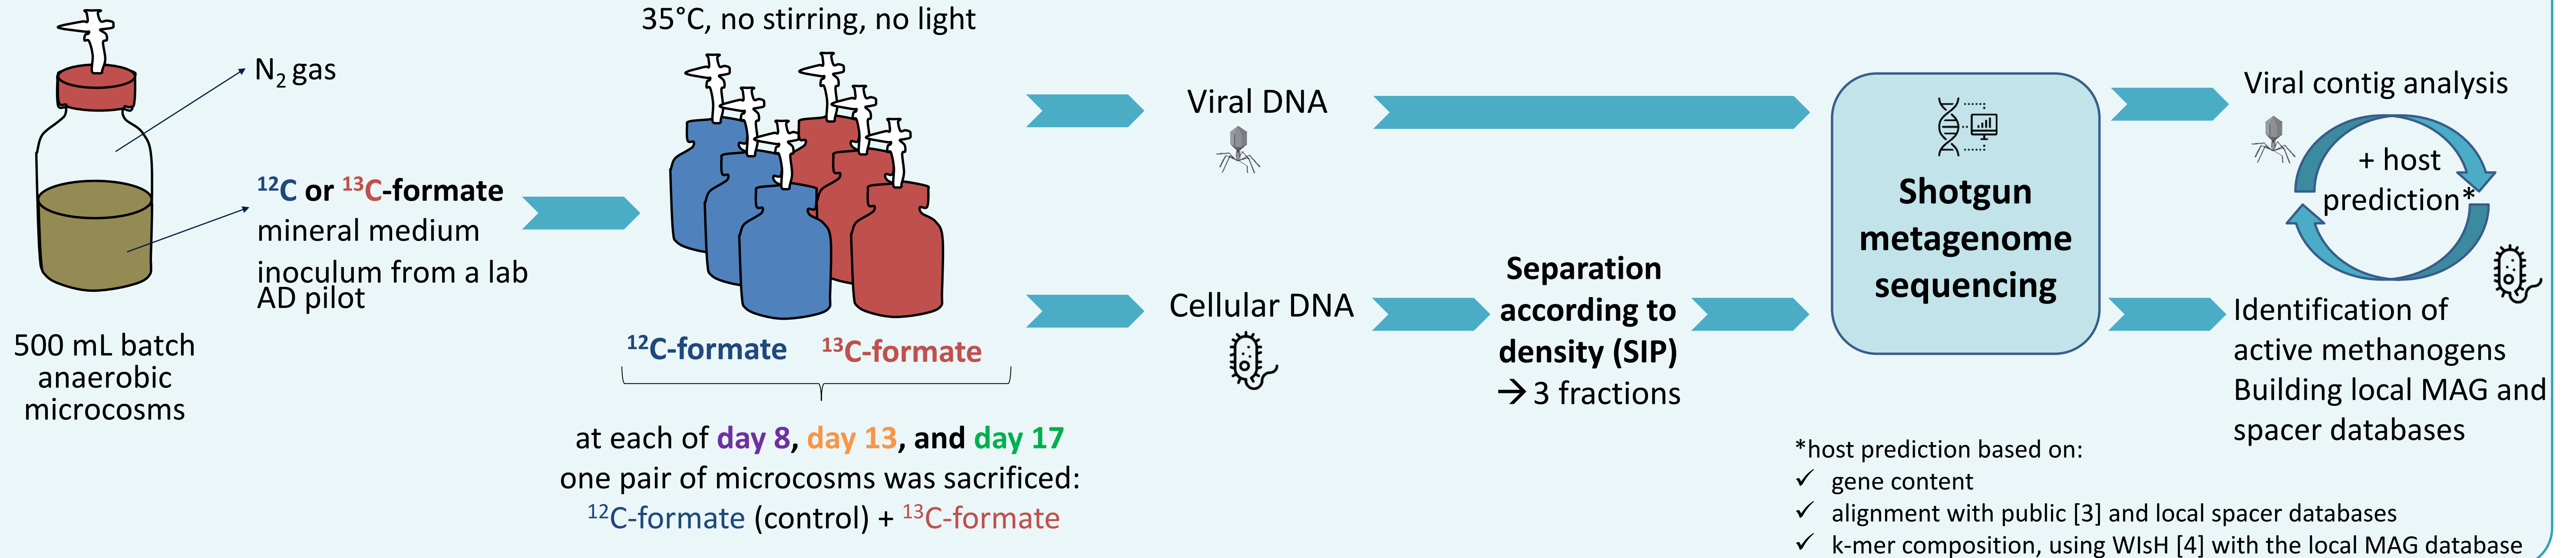 N₂ gas
¹²C or ¹³C-formate
mineral medium
inoculum from a lab
AD pilot
500 mL batch
anaerobic
microcosms
35°C, no stirring, no light
¹²C-formate ¹³C-formate
at each of day 8, day 13, and day 17
one pair of microcosms was sacrificed:
¹²C-formate (control) + ¹³C-formate
Viral DNA
Cellular DNA
Separation
according to
density (SIP)
→ 3 fractions
Shotgun
metagenome
sequencing
Viral contig analysis
+ host
prediction*
Identification of
active methanogens
Building local MAG and
spacer databases
*host prediction based on:
✓ gene content
✓ alignment with public [3] and local spacer databases
✓ k-mer composition, using WIsH [4] with the local MAG database